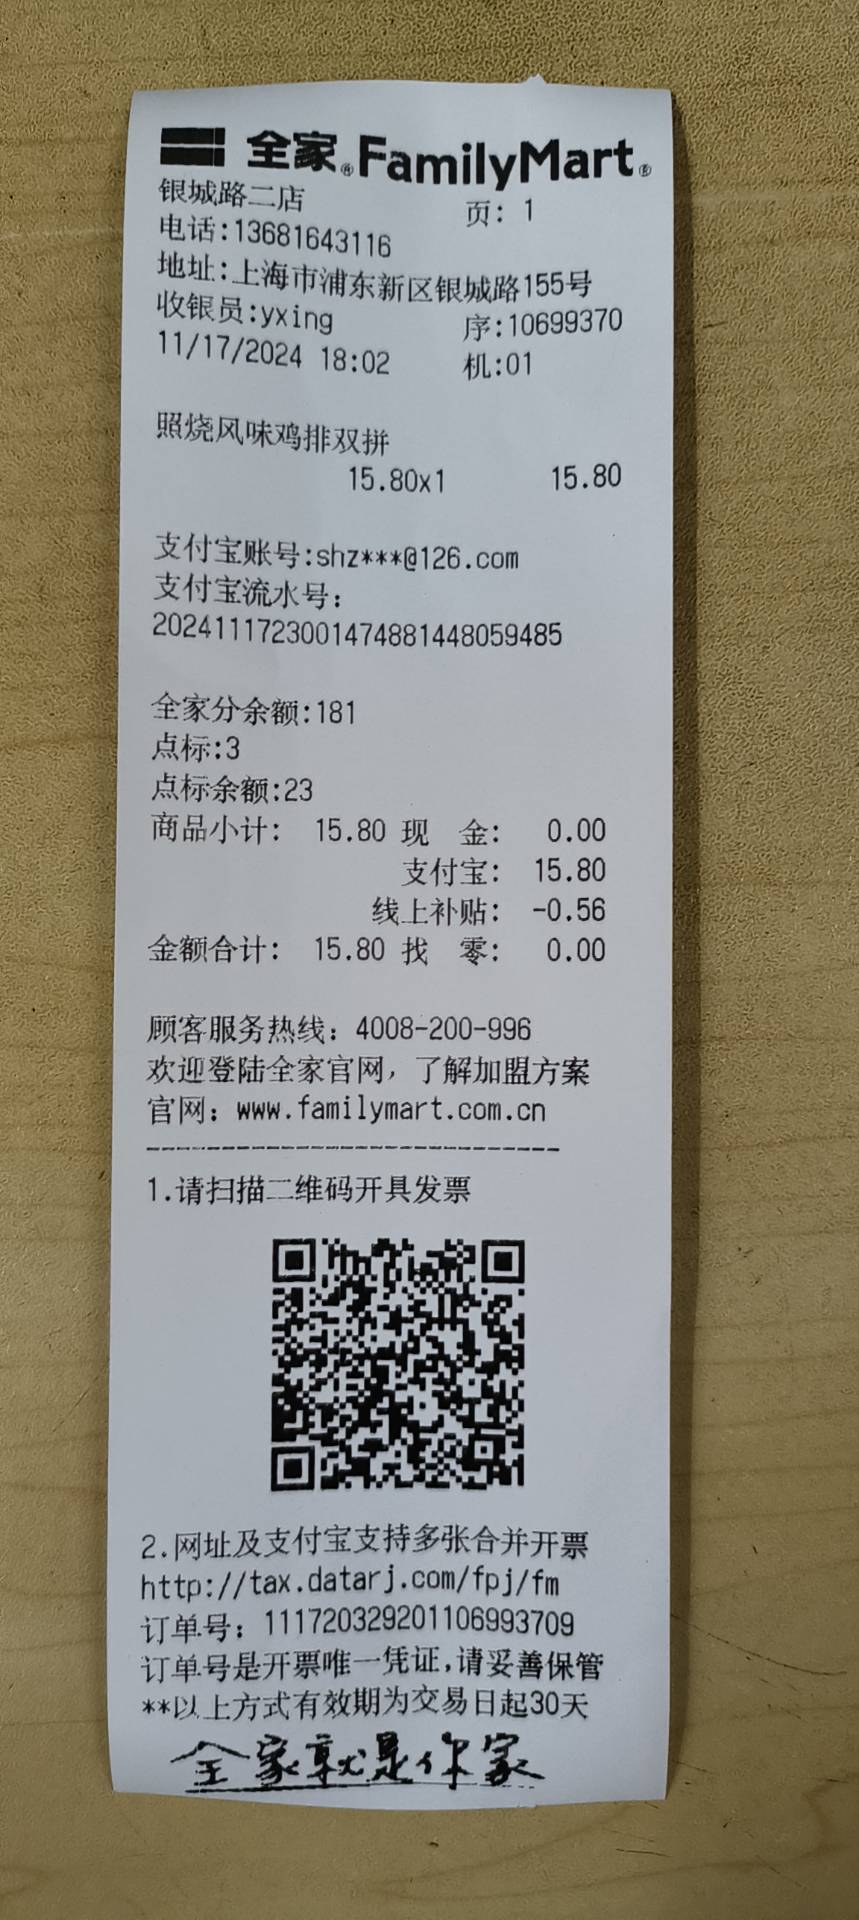 全家®FamilyMart®
银城路二店 页: 1
电话:13681643116
地址:上海市浦东新区银城路155号
收银员:yxing 序:10699370
11/17/2024 18:02 机:01
照烧风味鸡排双拼
15.80x1 15.80
支付宝账号:shz***@126.com
支付宝流水号:
2024111723001474881448059485
全家分余额:181
点标:3
点标余额:23
商品小计: 15.80 现 金: 0.00
支付宝: 15.80
线上补贴: -0.56
金额合计: 15.80 找 零: 0.00
顾客服务热线: 4008-200-996
欢迎登陆全家官网，了解加盟方案
官网: www.familymart.com.cn
----------------------------
1.请扫描二维码开具发票
2.网址及支付宝支持多张合并开票
http://tax.datarj.com/fpj/fm
订单号: 111720329201106993709
订单号是开票唯一凭证,请妥善保管
**以上方式有效期为交易日起30天
全家就是你家